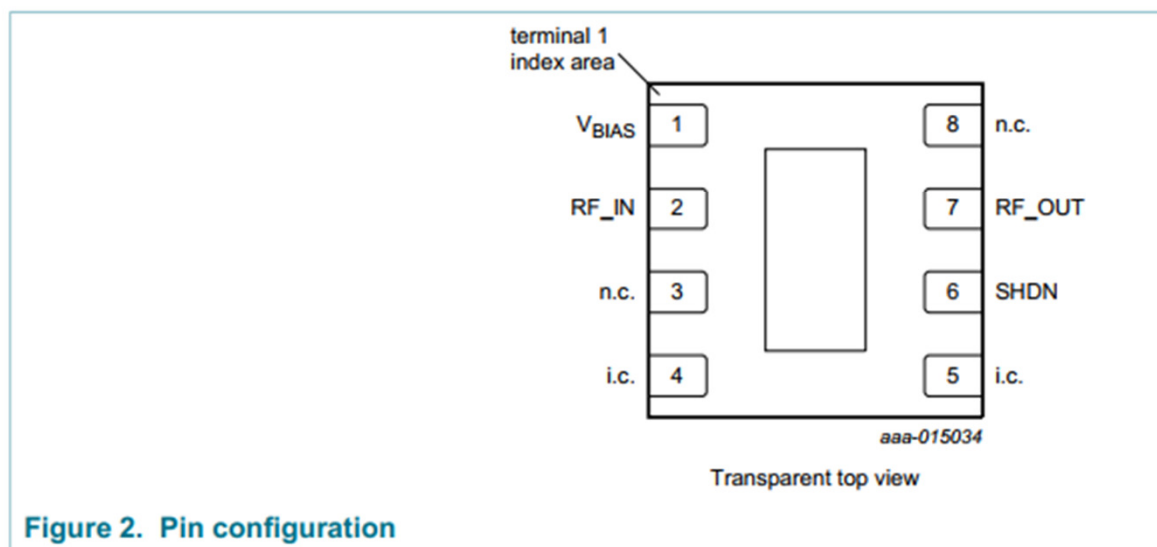 terminal 1
index area
VBIAS 1 8 n.c.
RF_IN 2 7 RF_OUT
n.c. 3 6 SHDN
i.c. 4 5 i.c.
aaa-015034
Transparent top view
Figure 2. Pin configuration